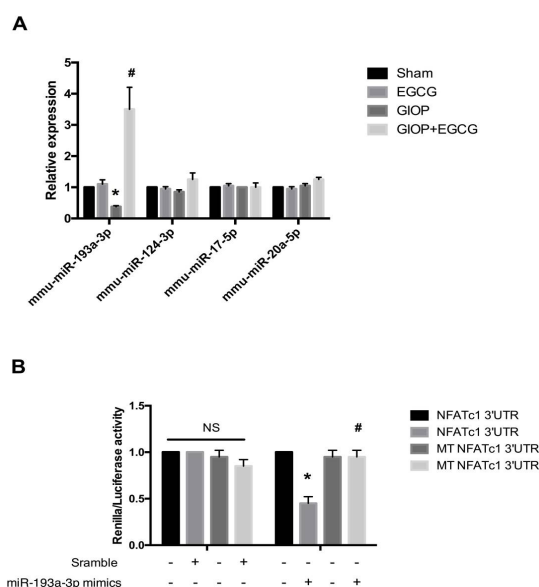 A
#
*
Relative expression
5
4
3
2
1
0
mmu-miR-193a-3p
mmu-miR-124-3p
mmu-miR-17-5p
mmu-miR-20a-5p
Sham
EGCG
GIOP
GIOP+EGCG
B
NS
*
#
Renilla/Luciferase activity
1.5
1.0
0.5
0.0
NFATc1 3'UTR
NFATc1 3'UTR
MT NFATc1 3'UTR
MT NFATc1 3'UTR
Sramble - + - + - - - -
miR-193a-3p mimics - - - - - + - +